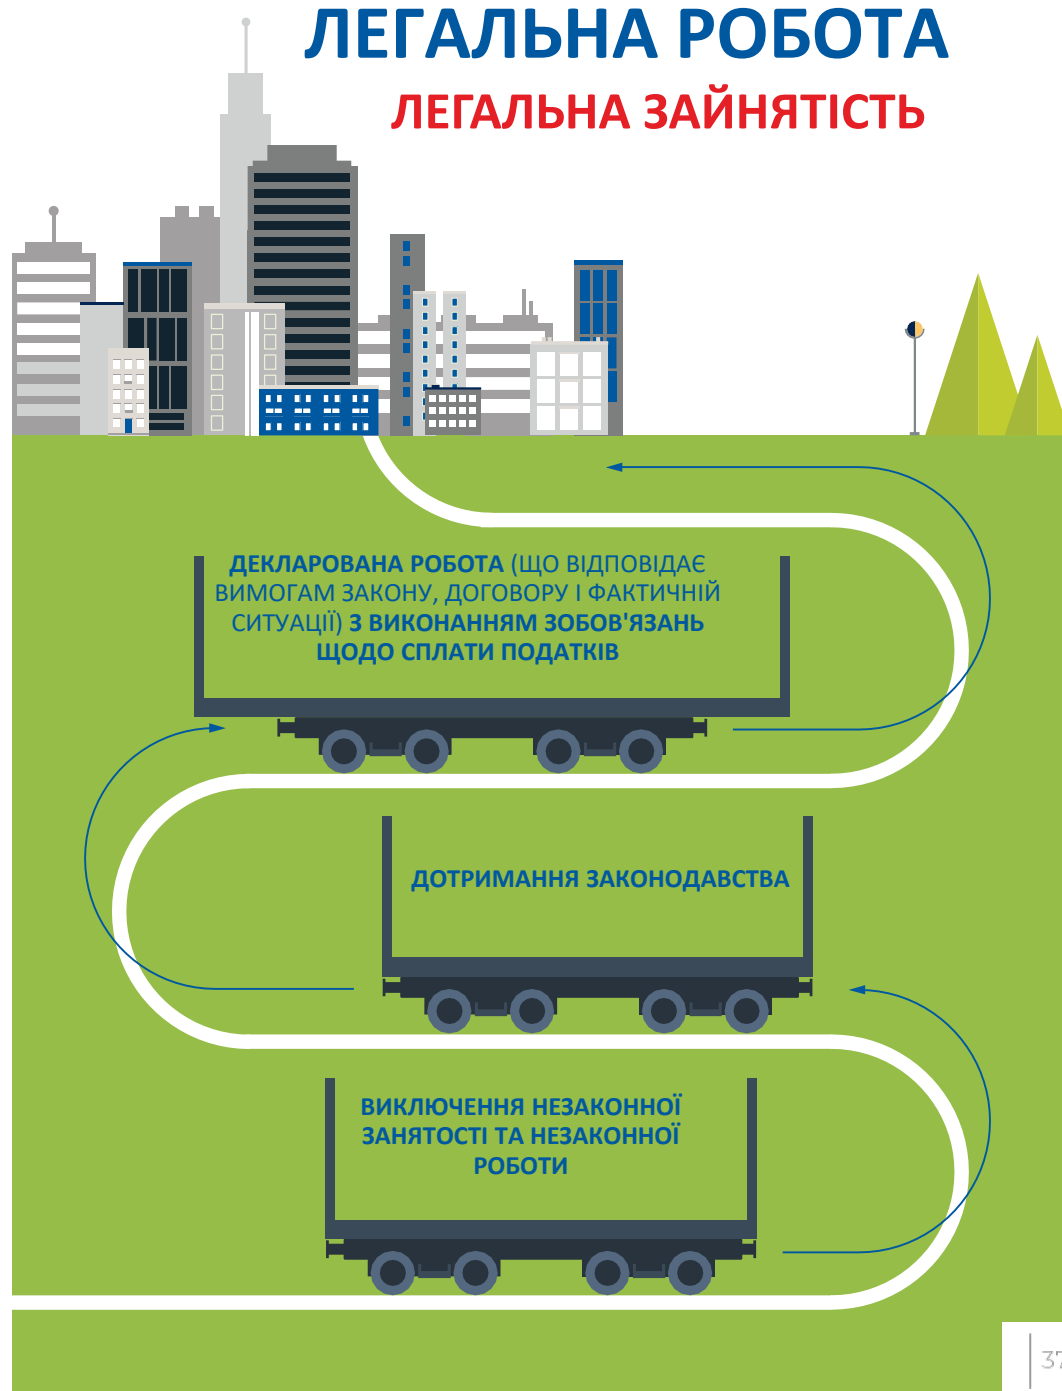 ЛЕГАЛЬНА РОБОТА
ЛЕГАЛЬНА ЗАЙНЯТІСТЬ
ДЕКЛАРОВАНА РОБОТА (ЩО ВІДПОВІДАЄ
ВИМОГАМ ЗАКОНУ, ДОГОВОРУ І ФАКТИЧНІЙ
СИТУАЦІЇ) З ВИКОНАННЯМ ЗОБОВ'ЯЗАНЬ
ЩОДО СПЛАТИ ПОДАТКІВ
ДОТРИМАННЯ ЗАКОНОДАВСТВА
ВИКЛЮЧЕННЯ НЕЗАКОННОЇ
ЗАНЯТОСТІ ТА НЕЗАКОННОЇ
РОБОТИ
37